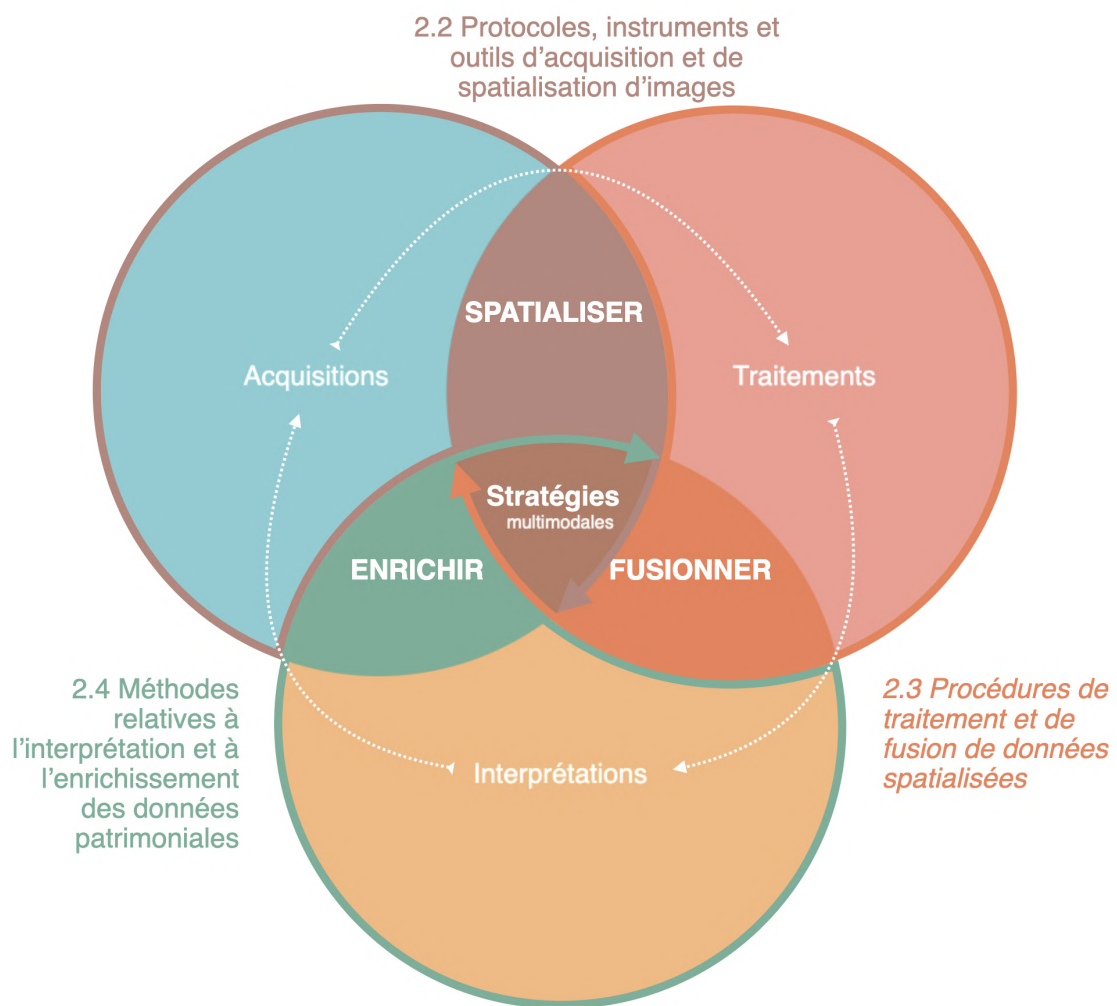 2.2 Protocoles, instruments et
outils d’acquisition et de
spatialisation d’images
SPATIALISER
Acquisitions
Traitements
Stratégies
multimodales
ENRICHIR
FUSIONNER
2.4 Méthodes
relatives à
l’interprétation et à
l’enrichissement
des données
patrimoniales
2.3 Procédures de
traitement et de
fusion de données
spatialisées
Interprétations